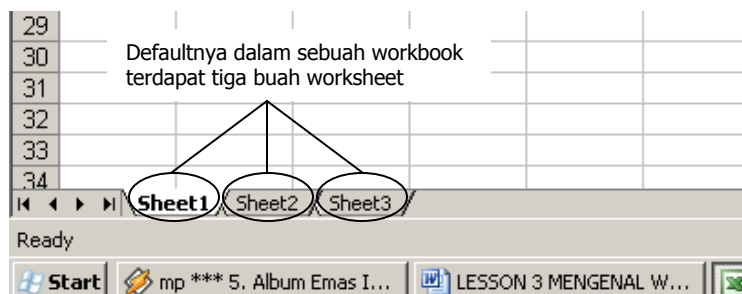 29
30
Defaultnya dalam sebuah workbook
terdapat tiga buah worksheet
31
32
33
34
Sheet1 Sheet2 Sheet3
Ready
Start mp *** 5. Album Emas I... LESSON 3 MENGENAL W...